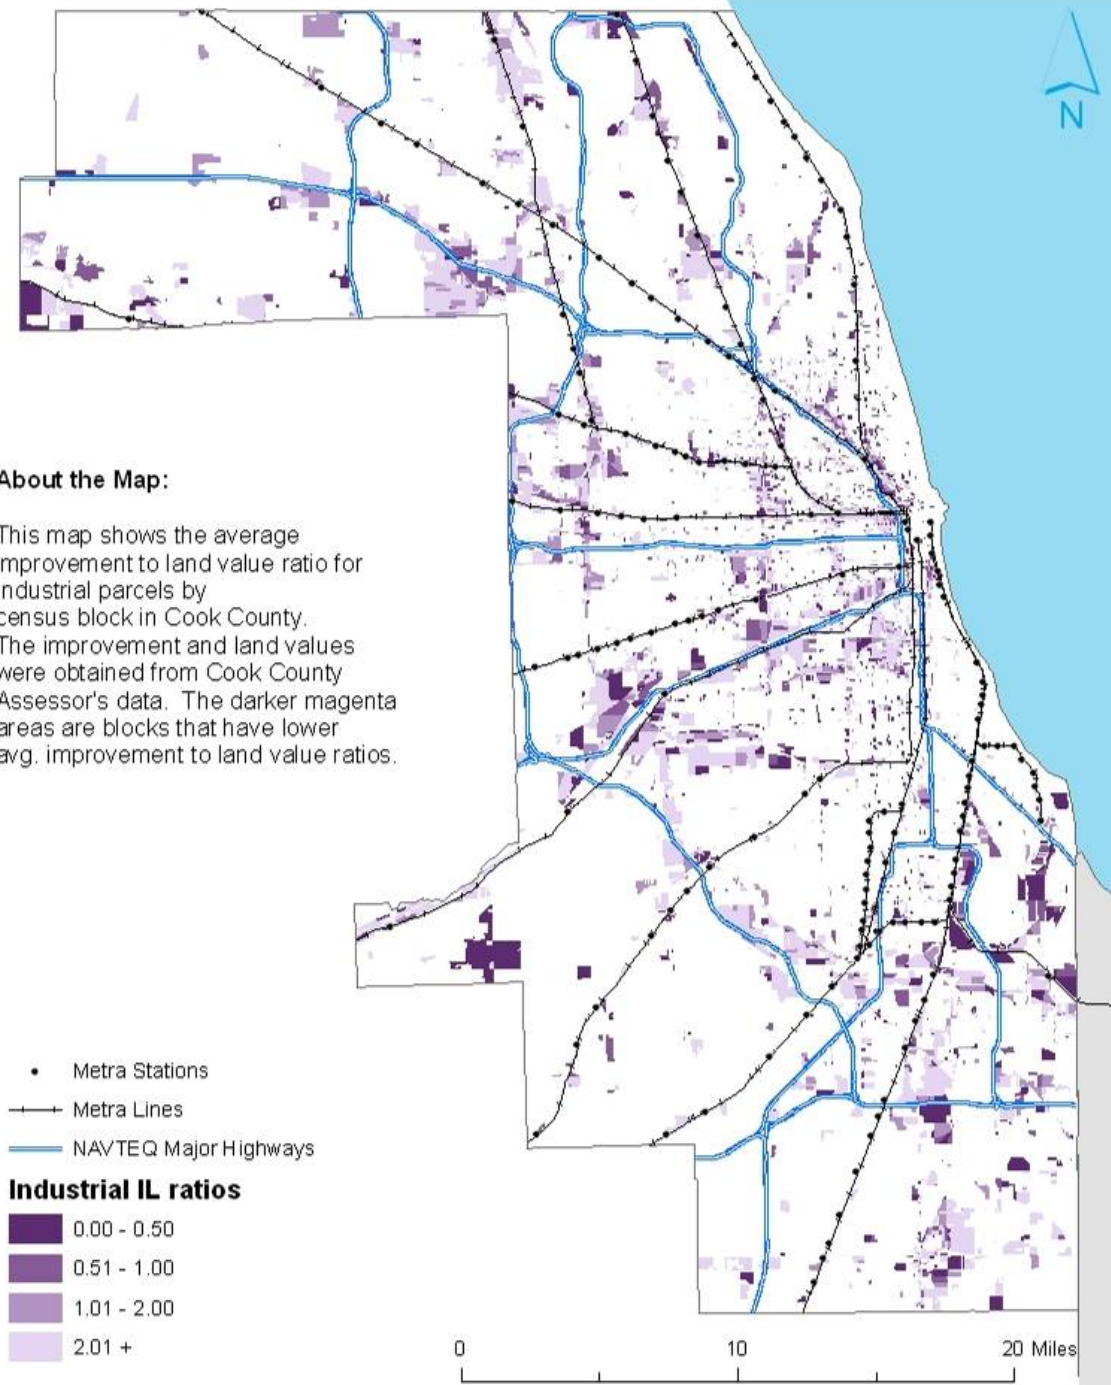 N
About the Map:
This map shows the average
improvement to land value ratio for
industrial parcels by
census block in Cook County.
The improvement and land values
were obtained from Cook County
Assessor's data. The darker magenta
areas are blocks that have lower
avg. improvement to land value ratios.
Metra Stations
Metra Lines
NAVTEQ Major Highways
Industrial IL ratios
0.00 - 0.50
0.51 - 1.00
1.01 - 2.00
2.01 +
0 10 20 Miles